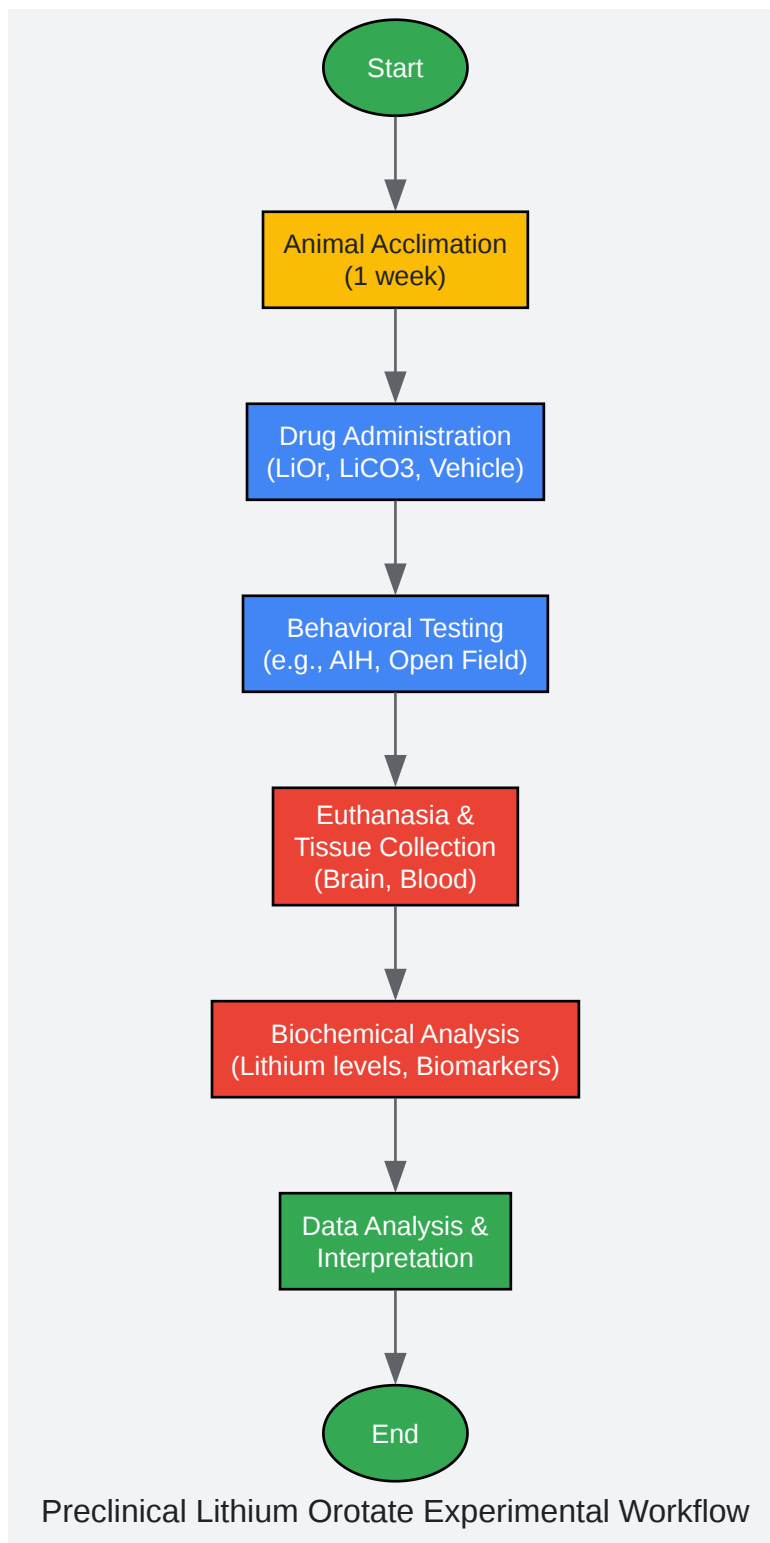 Start
Animal Acclimation
(1 week)
Drug Administration
(LiOr, LiCO3, Vehicle)
Behavioral Testing
(e.g., AIH, Open Field)
Euthanasia &
Tissue Collection
(Brain, Blood)
Biochemical Analysis
(Lithium levels, Biomarkers)
Data Analysis &
Interpretation
End
Preclinical Lithium Orotate Experimental Workflow